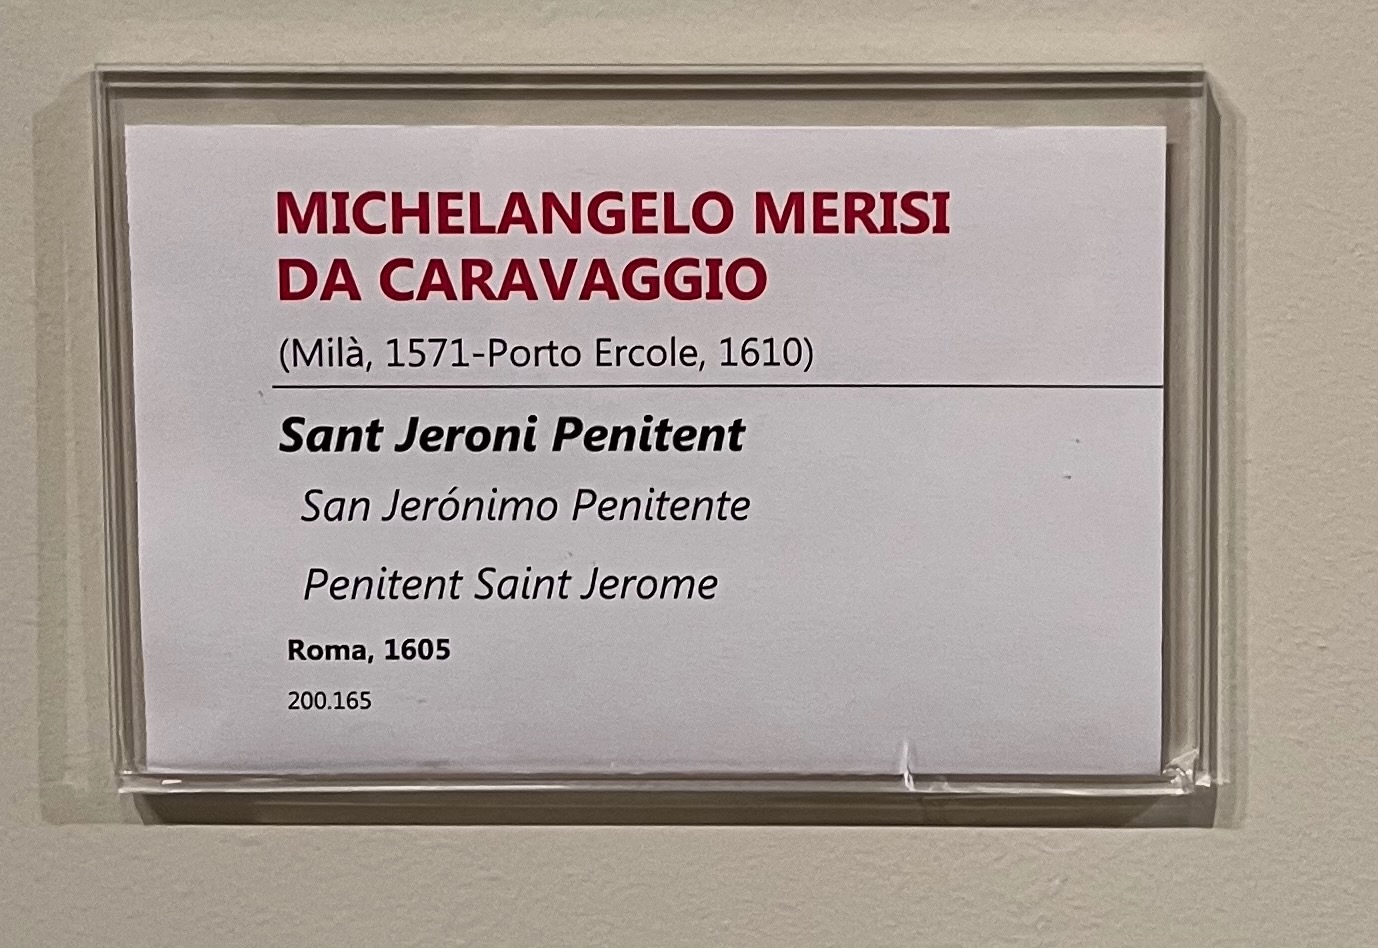 MICHELANGELO MERISI
DA CARAVAGGIO
(Milà, 1571-Porto Ercole, 1610)
Sant Jeroni Penitent
San Jerónimo Penitente
Penitent Saint Jerome
Roma, 1605
200.165